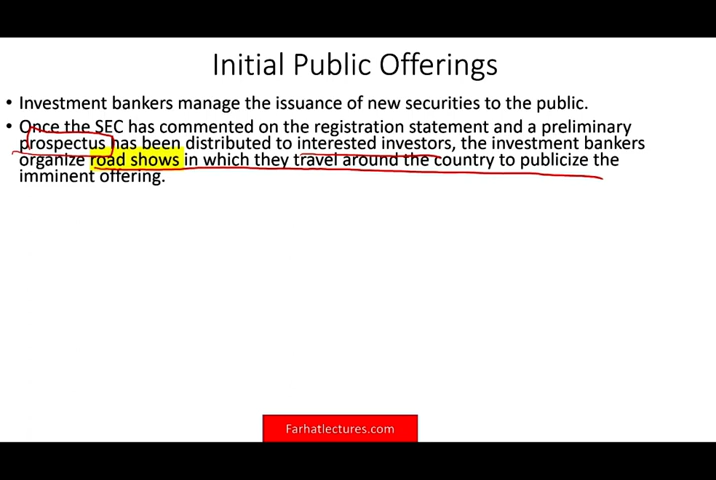 Initial Public Offerings
• Investment bankers manage the issuance of new securities to the public.
• Once the SEC has commented on the registration statement and a preliminary
prospectus has been distributed to interested investors, the investment bankers
organize road shows in which they travel around the country to publicize the
imminent offering.
Farhatlectures.com